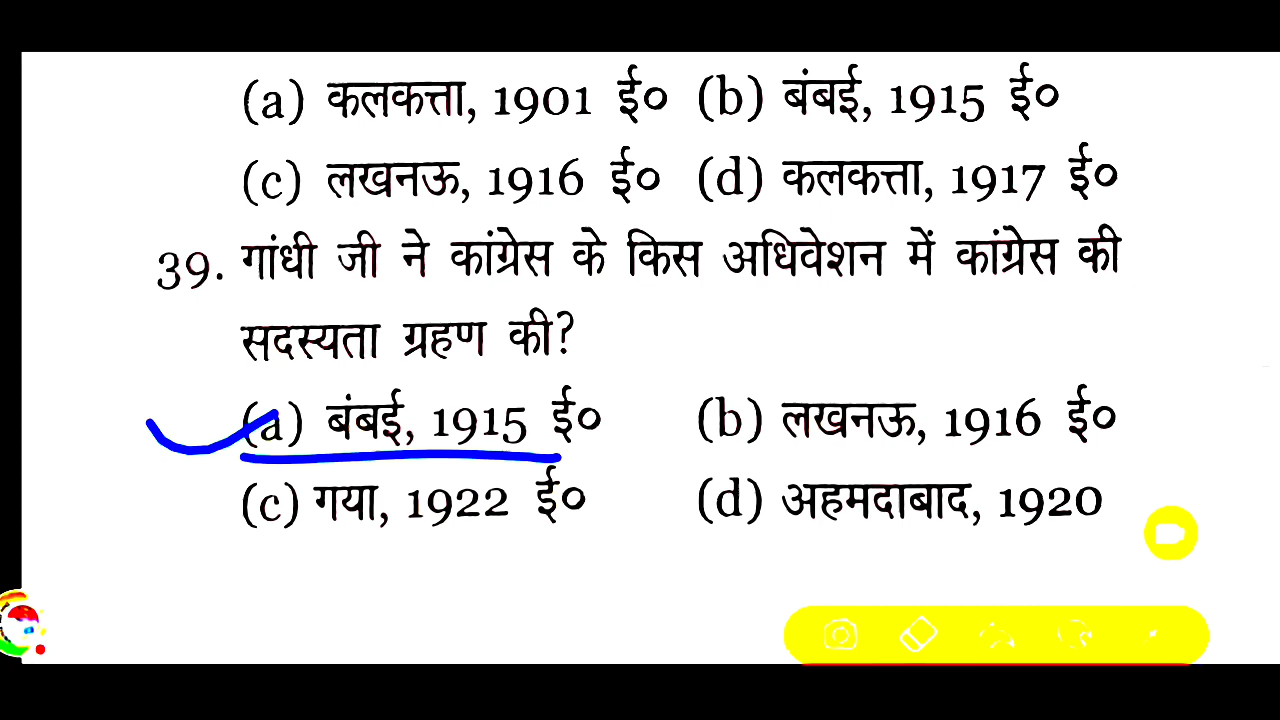 (a) कलकत्ता, 1901 ई० (b) बंबई, 1915 ई०
(c) लखनऊ, 1916 ई० (d) कलकत्ता, 1917 ई०
39. गांधी जी ने कांग्रेस के किस अधिवेशन में कांग्रेस की
सदस्यता ग्रहण की?
(a) बंबई, 1915 ई० (b) लखनऊ, 1916 ई०
(c) गया, 1922 ई० (d) अहमदाबाद, 1920